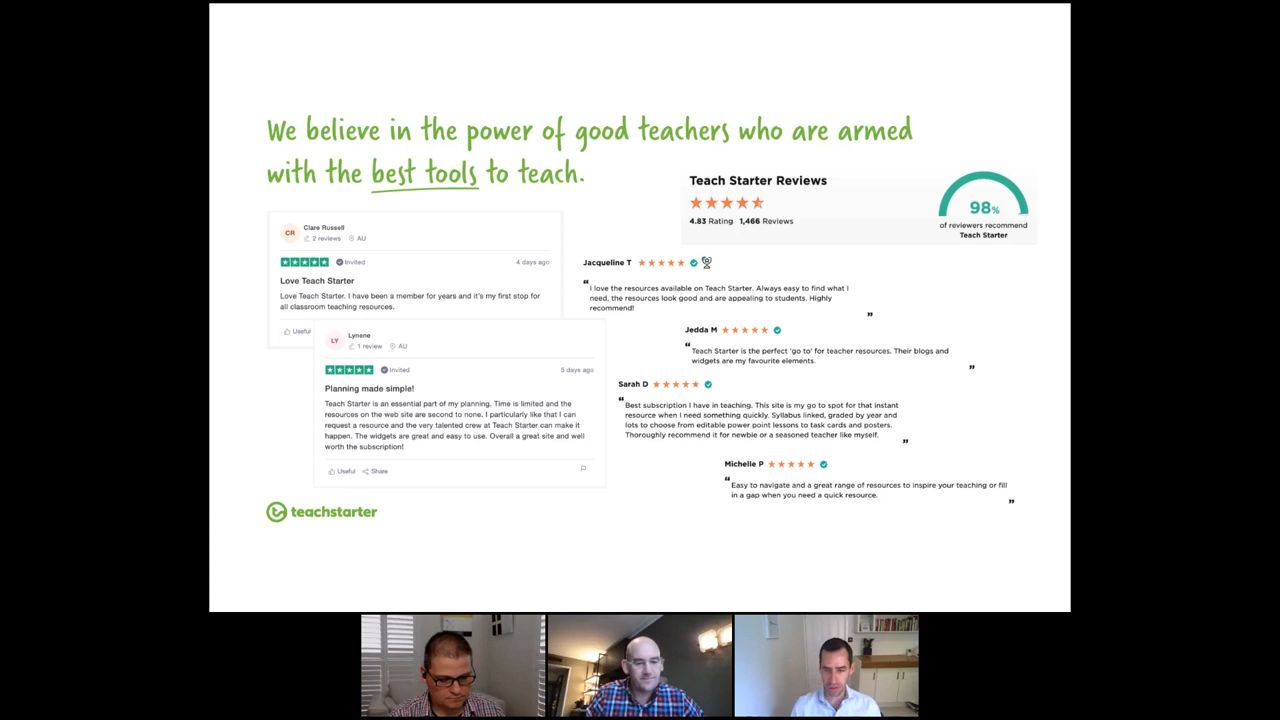 We believe in the power of good teachers who are armed
with the best tools to teach.
Teach Starter Reviews
4.83 Rating 1,466 Reviews
98%
of reviewers recommend
Teach Starter
CR
Clare Russell
2 reviews AU
Invited
4 days ago
Love Teach Starter
Love Teach Starter. I have been a member for years and it's my first stop for
all classroom teaching resources.
Useful
LY
Lynene
1 review AU
Invited
5 days ago
Planning made simple!
Teach Starter is an essential part of my planning. Time is limited and the
resources on the web site are second to none. I particularly like that I can
request a resource and the very talented crew at Teach Starter can make it
happen. The widgets are great and easy to use. Overall a great site and well
worth the subscription!
Useful Share
Jacqueline T
“ I love the resources available on Teach Starter. Always easy to find what I
need, the resources look good and are appealing to students. Highly
recommend! ”
Jedda M
“ Teach Starter is the perfect 'go to' for teacher resources. Their blogs and
widgets are my favourite elements. ”
Sarah D
“ Best subscription I have in teaching. This site is my go to spot for that instant
resource when I need something quickly. Syllabus linked, graded by year and
lots to choose from editable power point lessons to task cards and posters.
Thoroughly recommend it for newbie or a seasoned teacher like myself. ”
Michelle P
“ Easy to navigate and a great range of resources to inspire your teaching or fill
in a gap when you need a quick resource. ”
teachstarter